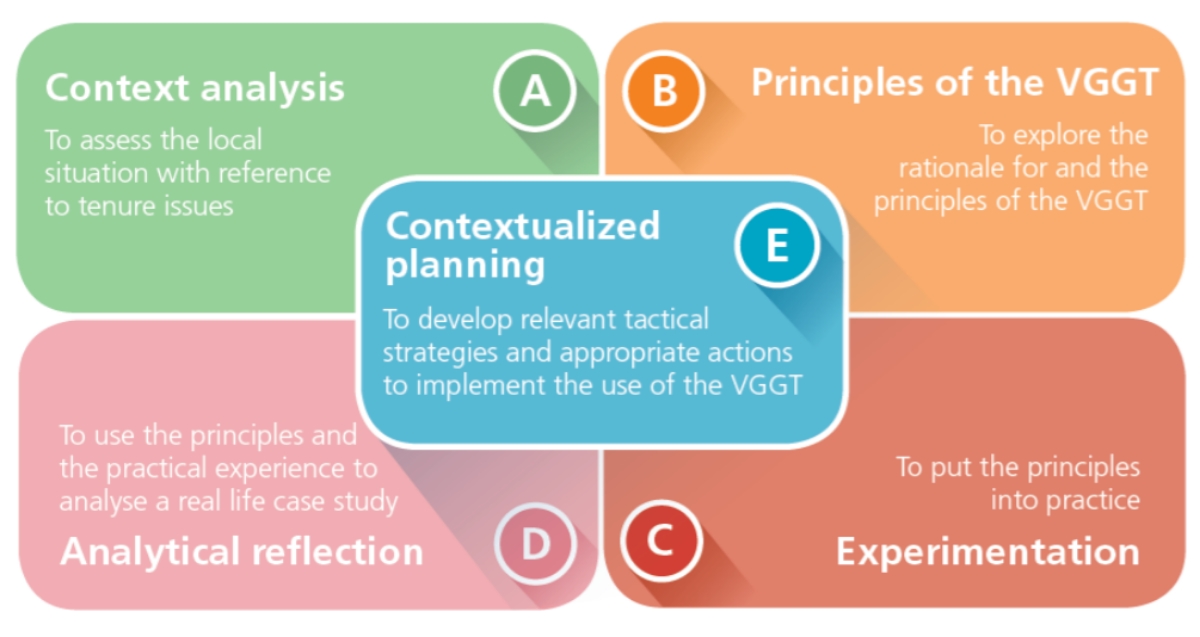 Context analysis
A
To assess the local
situation with reference
to tenure issues
B
Principles of the VGGT
To explore the
rationale for and the
principles of the VGGT
Contextualized
planning
E
To develop relevant tactical
strategies and appropriate actions
to implement the use of the VGGT
To use the principles and
the practical experience to
analyse a real life case study
Analytical reflection
D
C
To put the principles
into practice
Experimentation